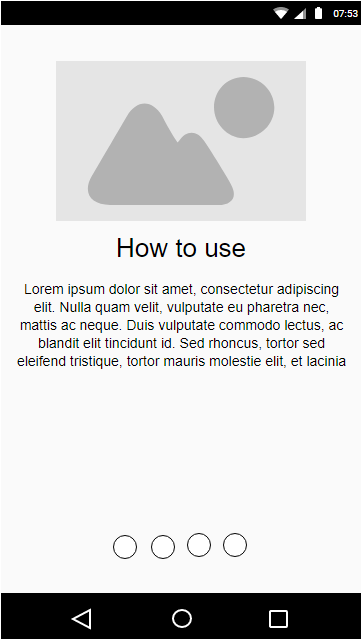 07:53
How to use
Lorem ipsum dolor sit amet, consectetur adipiscing
elit. Nulla quam velit, vulputate eu pharetra nec,
mattis ac neque. Duis vulputate commodo lectus, ac
blandit elit tincidunt id. Sed rhoncus, tortor sed
eleifend tristique, tortor mauris molestie elit, et lacinia